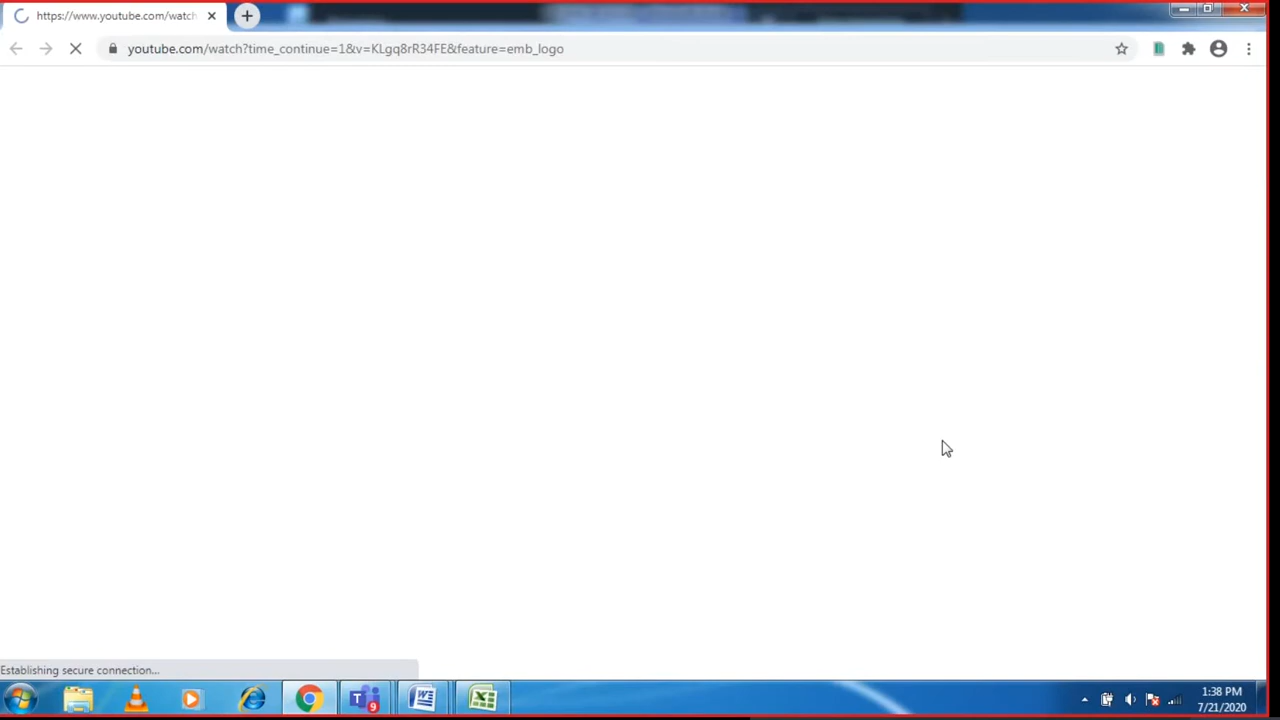 https://www.youtube.com/watch
youtube.com/watch?time_continue=1&v=KLgq8rR34FE&feature=emb_logo
Establishing secure connection...
9
1:38 PM
7/21/2020